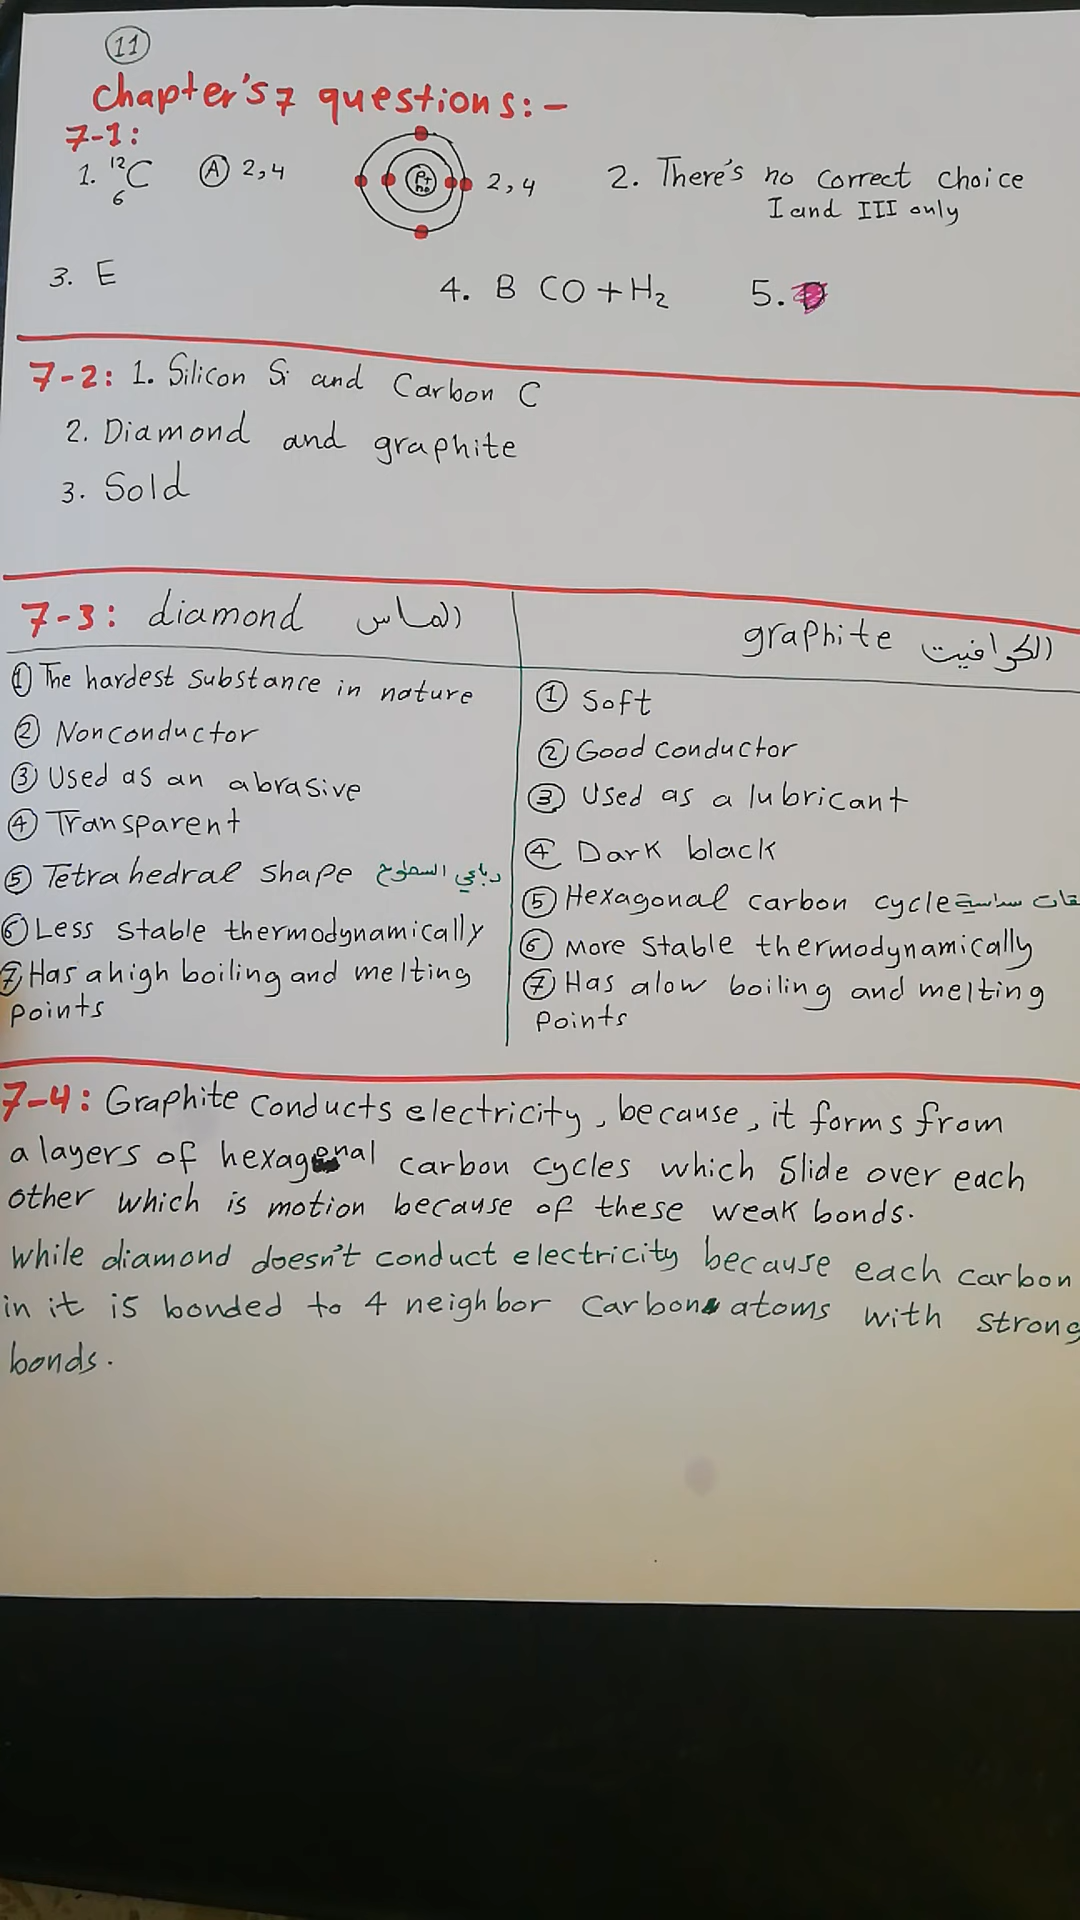 11
Chapter's 7 questions:-
7-1:
1. ¹²₆C  Ⓐ 2,4  P+ n0  2,4  2. There's no correct choice
I and III only
3. E  4. B CO + H₂  5.
7-2: 1. Silicon Si and Carbon C
2. Diamond and graphite
3. Sold
7-3: diamond الماس
graphite الكرافيت
① The hardest substance in nature
② Nonconductor
③ Used as an abrasive
④ Transparent
⑤ Tetrahedral shape رباعي السطوح
⑥ Less stable thermodynamically
⑦ Has a high boiling and melting
points
① Soft
② Good conductor
③ Used as a lubricant
④ Dark black
⑤ Hexagonal carbon cycle سداسية
⑥ more stable thermodynamically
⑦ Has a low boiling and melting
points
7-4: Graphite conducts electricity, because, it forms from
a layers of hexagonal carbon cycles which slide over each
other which is motion because of these weak bonds.
While diamond doesn't conduct electricity because each carbon
in it is bonded to 4 neighbor carbon atoms with strong
bonds.